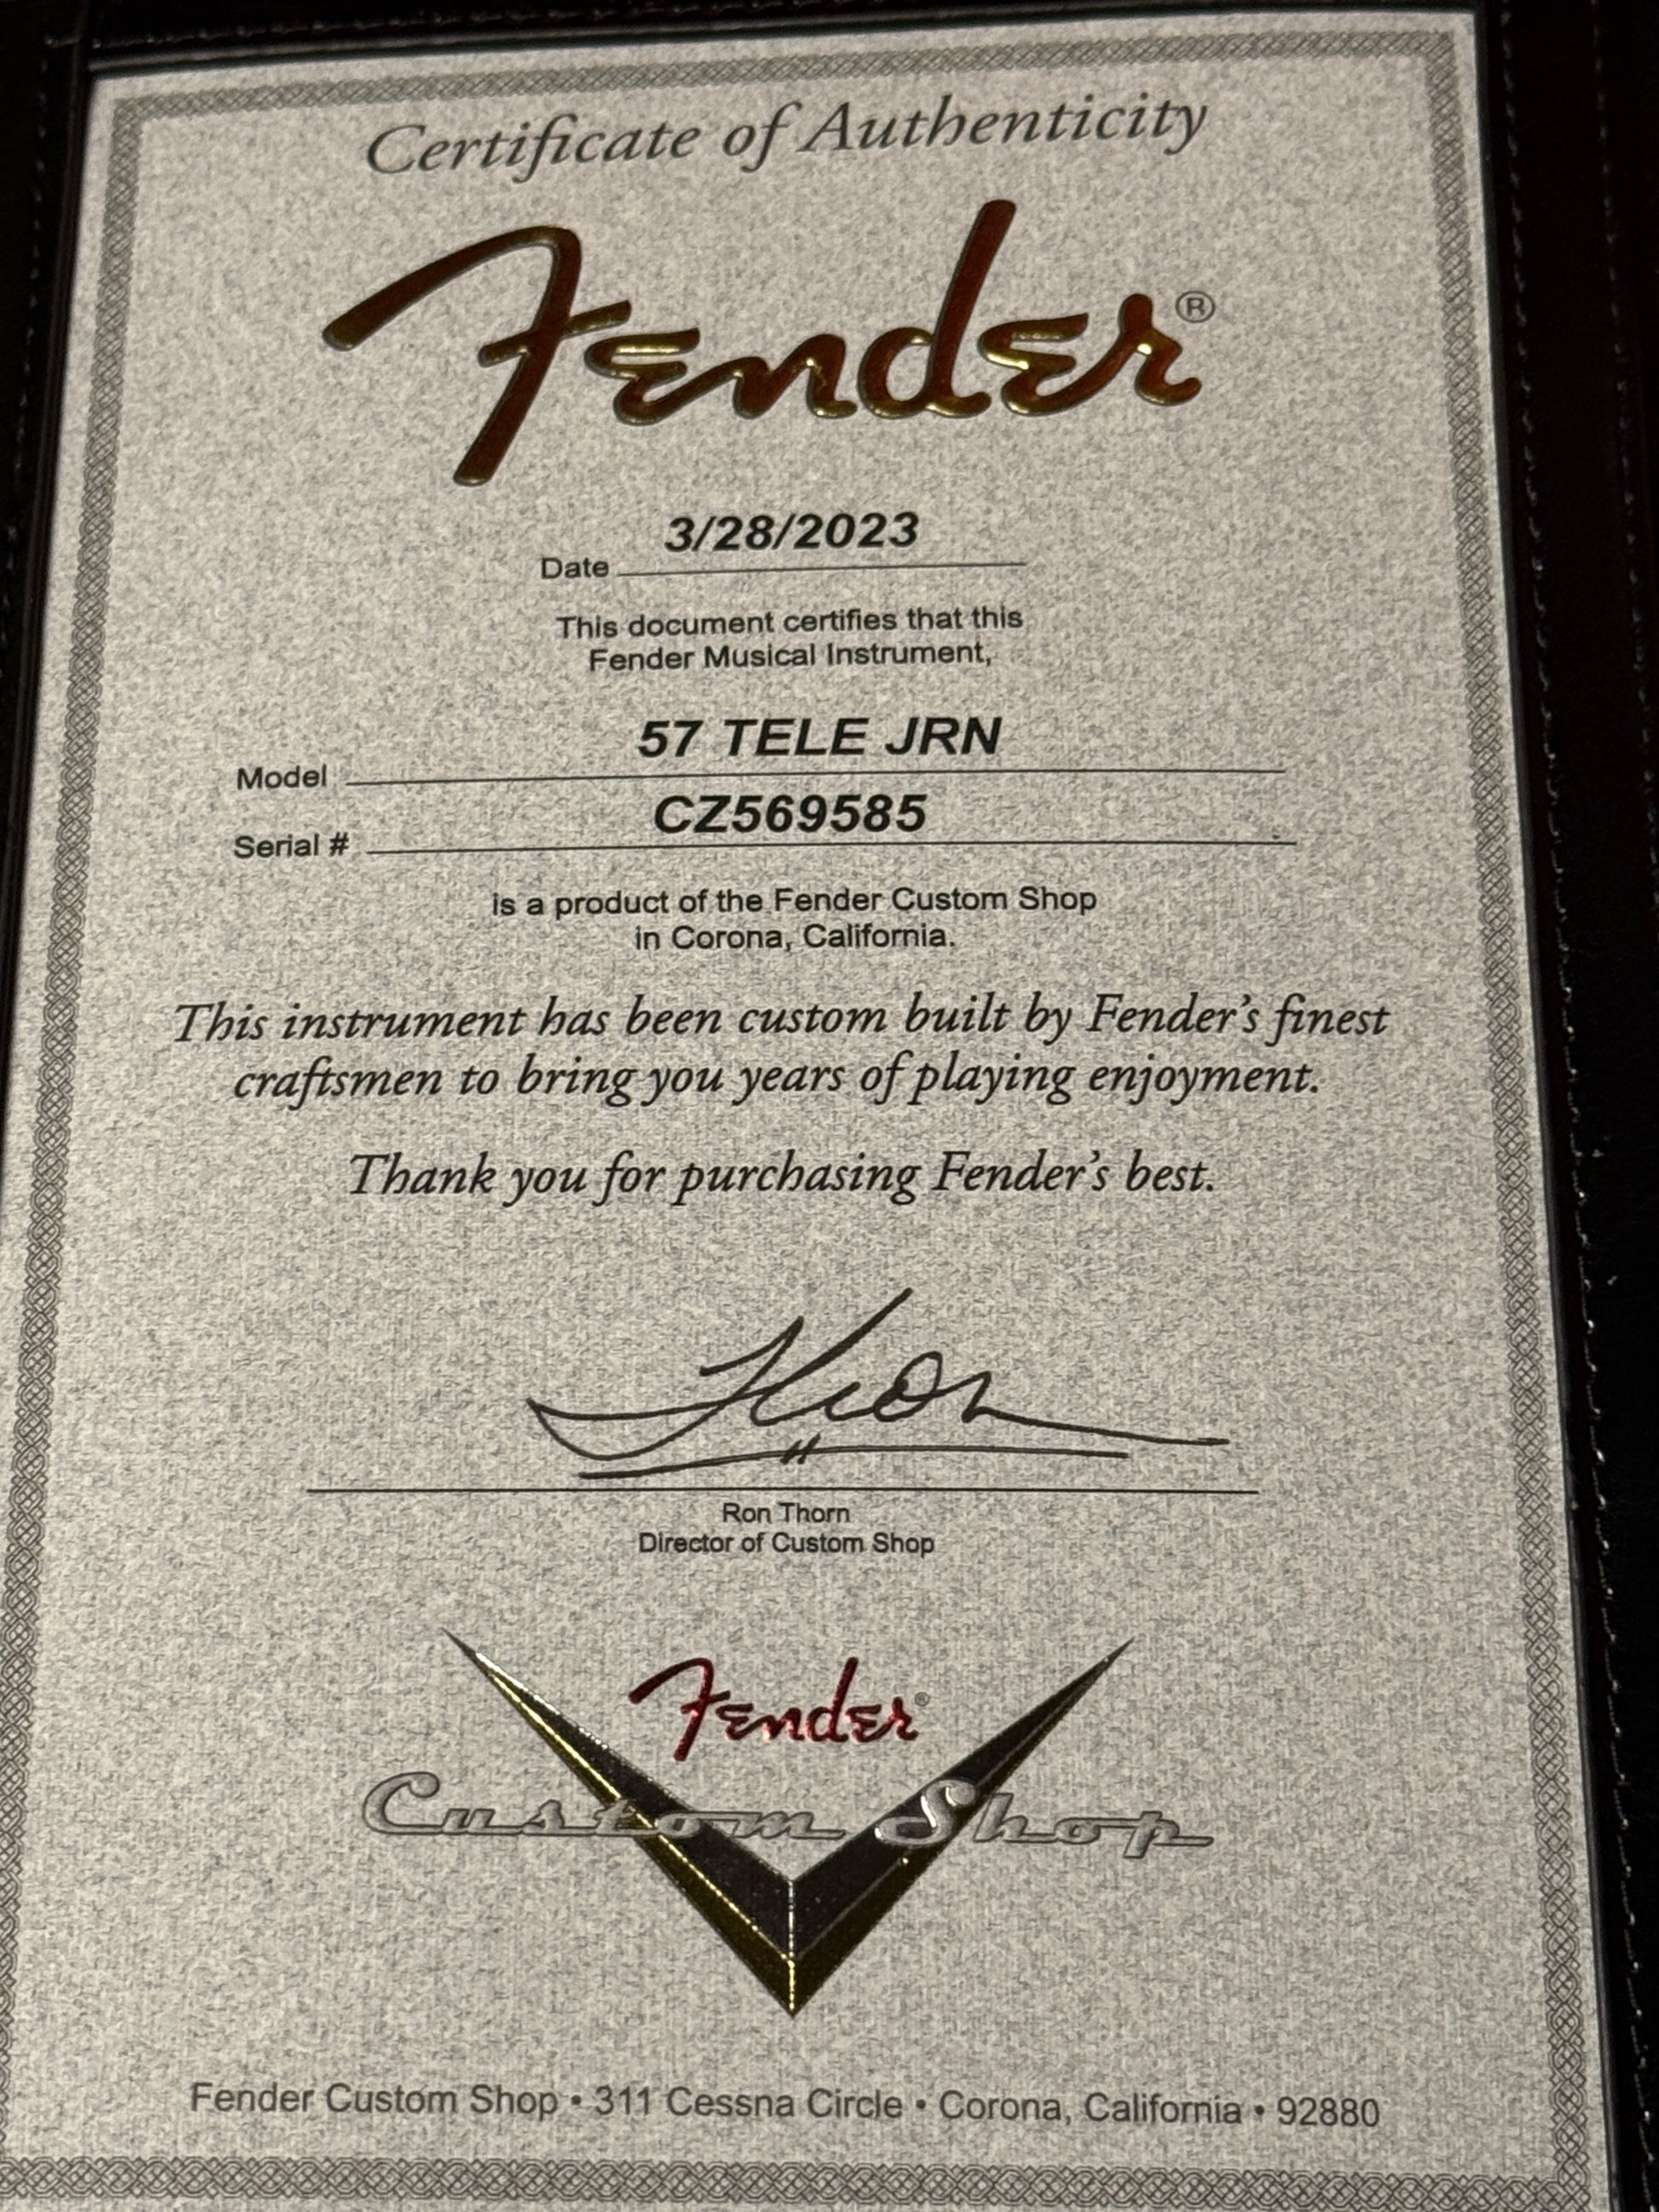 Certificate of Authenticity
Fender®
Date 3/28/2023
This document certifies that this
Fender Musical Instrument,
Model 57 TELE JRN
Serial # CZ569585
is a product of the Fender Custom Shop
in Corona, California.
This instrument has been custom built by Fender's finest
craftsmen to bring you years of playing enjoyment.
Thank you for purchasing Fender's best.
Ron Thorn
Director of Custom Shop
Fender®
Custom Shop
Fender Custom Shop • 311 Cessna Circle • Corona, California • 92880